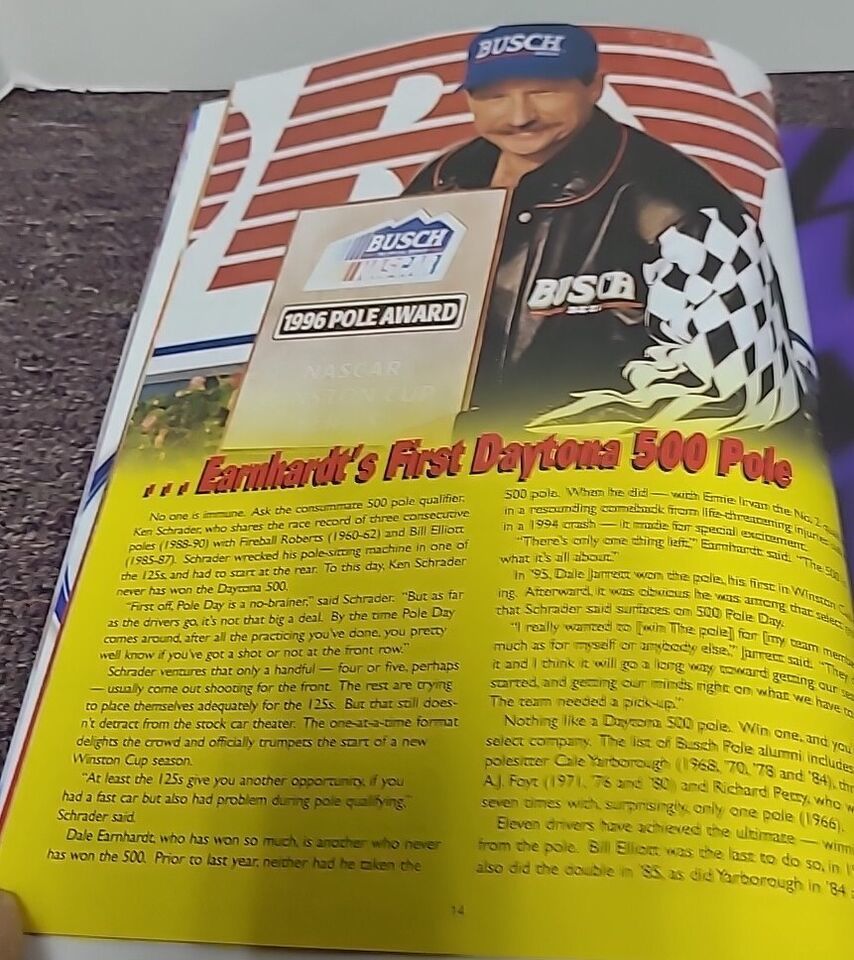 BUSCH
BUSCH
NASCAR
1996 POLE AWARD
NASCAR
WINSTON CUP
BUSCH
. . . Earnhardt's First Daytona 500 Pole
No one is immune. Ask the consummate 500 pole qualifier,
Ken Schrader, who shares the race record of three consecutive
poles (1988-90) with Fireball Roberts (1960-62) and Bill Elliott
(1985-87). Schrader wrecked his pole-sitting machine in one of
the 125s, and had to start at the rear. To this day, Ken Schrader
never has won the Daytona 500.
"First off, Pole Day is a no-brainer," said Schrader. "But as far
as the drivers go, it's not that big a deal. By the time Pole Day
comes around, after all the practicing you've done, you pretty
well know if you've got a shot or not at the front row."
Schrader ventures that only a handful — four or five, perhaps
— usually come out shooting for the front. The rest are trying
to place themselves adequately for the 125s. But that still does-
n't detract from the stock car theater. The one-at-a-time format
delights the crowd and officially trumpets the start of a new
Winston Cup season.
"At least the 125s give you another opportunity, if you
had a fast car but also had problem during pole qualifying,"
Schrader said.
Dale Earnhardt, who has won so much, is another who never
has won the 500. Prior to last year, neither had he taken the
500 pole. When he did — with Ernie Irvan the No. 2
in a resounding comeback from life-threatening injuries
in a 1994 crash — it made for special excitement.
"There's only one thing left," Earnhardt said. "The 500
what it's all about."
In '95, Dale Jarrett won the pole, his first in Winston
ing. Afterward, it was obvious he was among that select
that Schrader said surfaces on 500 Pole Day.
"I really wanted to [win The pole] for [my team
much as for myself or anybody else," Jarrett said. "They
it and I think it will go a long way toward getting our
started, and getting our minds right on what we have to
The team needed a pick-up."
Nothing like a Daytona 500 pole. Win one, and you
select company. The list of Busch Pole alumni includes
polesitter Cale Yarborough (1968, '70, '78 and '84),
A.J. Foyt (1971, '76 and '80) and Richard Petty, who
seven times with, surprisingly, only one pole (1966).
Eleven drivers have achieved the ultimate —
from the pole. Bill Elliott was the last to do so, in
also did the double in '85, as did Yarborough in '84
14